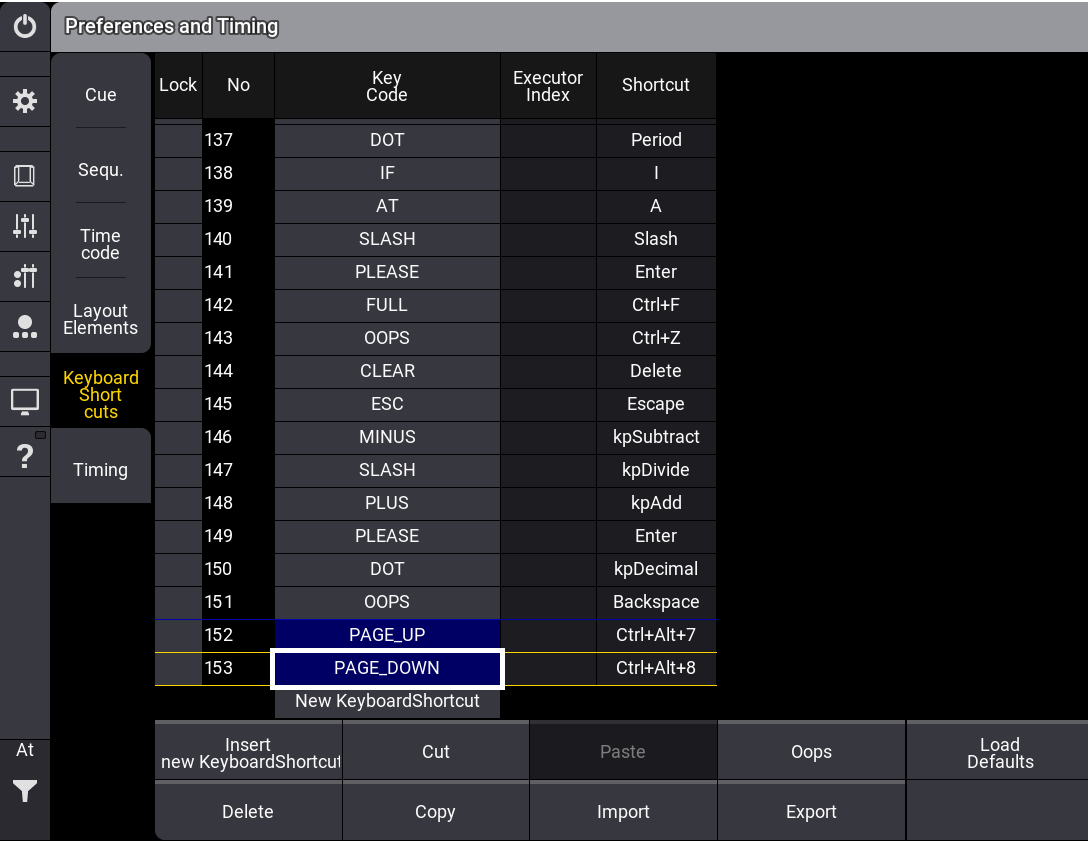 Preferences and Timing
Cue
Sequ.
Time
code
Layout
Elements
Keyboard
Short
cuts
Timing
?
At
Lock No Key Code Executor Index Shortcut
137 DOT Period
138 IF I
139 AT A
140 SLASH Slash
141 PLEASE Enter
142 FULL Ctrl+F
143 OOPS Ctrl+Z
144 CLEAR Delete
145 ESC Escape
146 MINUS kpSubtract
147 SLASH kpDivide
148 PLUS kpAdd
149 PLEASE Enter
150 DOT kpDecimal
151 OOPS Backspace
152 PAGE_UP Ctrl+Alt+7
153 PAGE_DOWN Ctrl+Alt+8
New KeyboardShortcut
Insert
new KeyboardShortcut
Cut
Paste
Oops
Load
Defaults
Delete
Copy
Import
Export